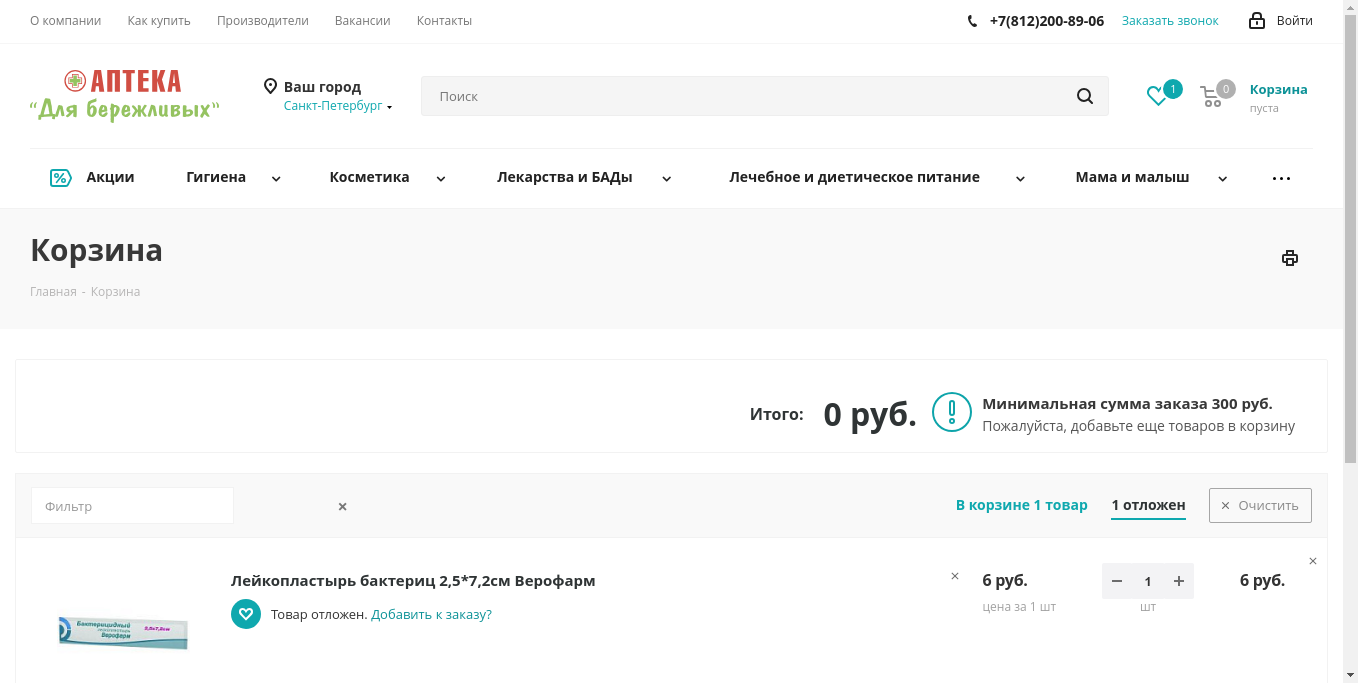 О компании Как купить Производители Вакансии Контакты +7(812)200-89-06 Заказать звонок Войти
АПТЕКА
"Для бережливых"
Ваш город
Санкт-Петербург
Поиск
1
0
Корзина
пуста
Акции Гигиена Косметика Лекарства и БАДы Лечебное и диетическое питание Мама и малыш
Корзина
Главная - Корзина
Итого: 0 руб.
Минимальная сумма заказа 300 руб.
Пожалуйста, добавьте еще товаров в корзину
Фильтр
В корзине 1 товар 1 отложен Очистить
Лейкопластырь бактериц 2,5*7,2см Верофарм
Товар отложен. Добавить к заказу?
6 руб.
цена за 1 шт
1
шт
6 руб.
Бактерицидный
Верофарм